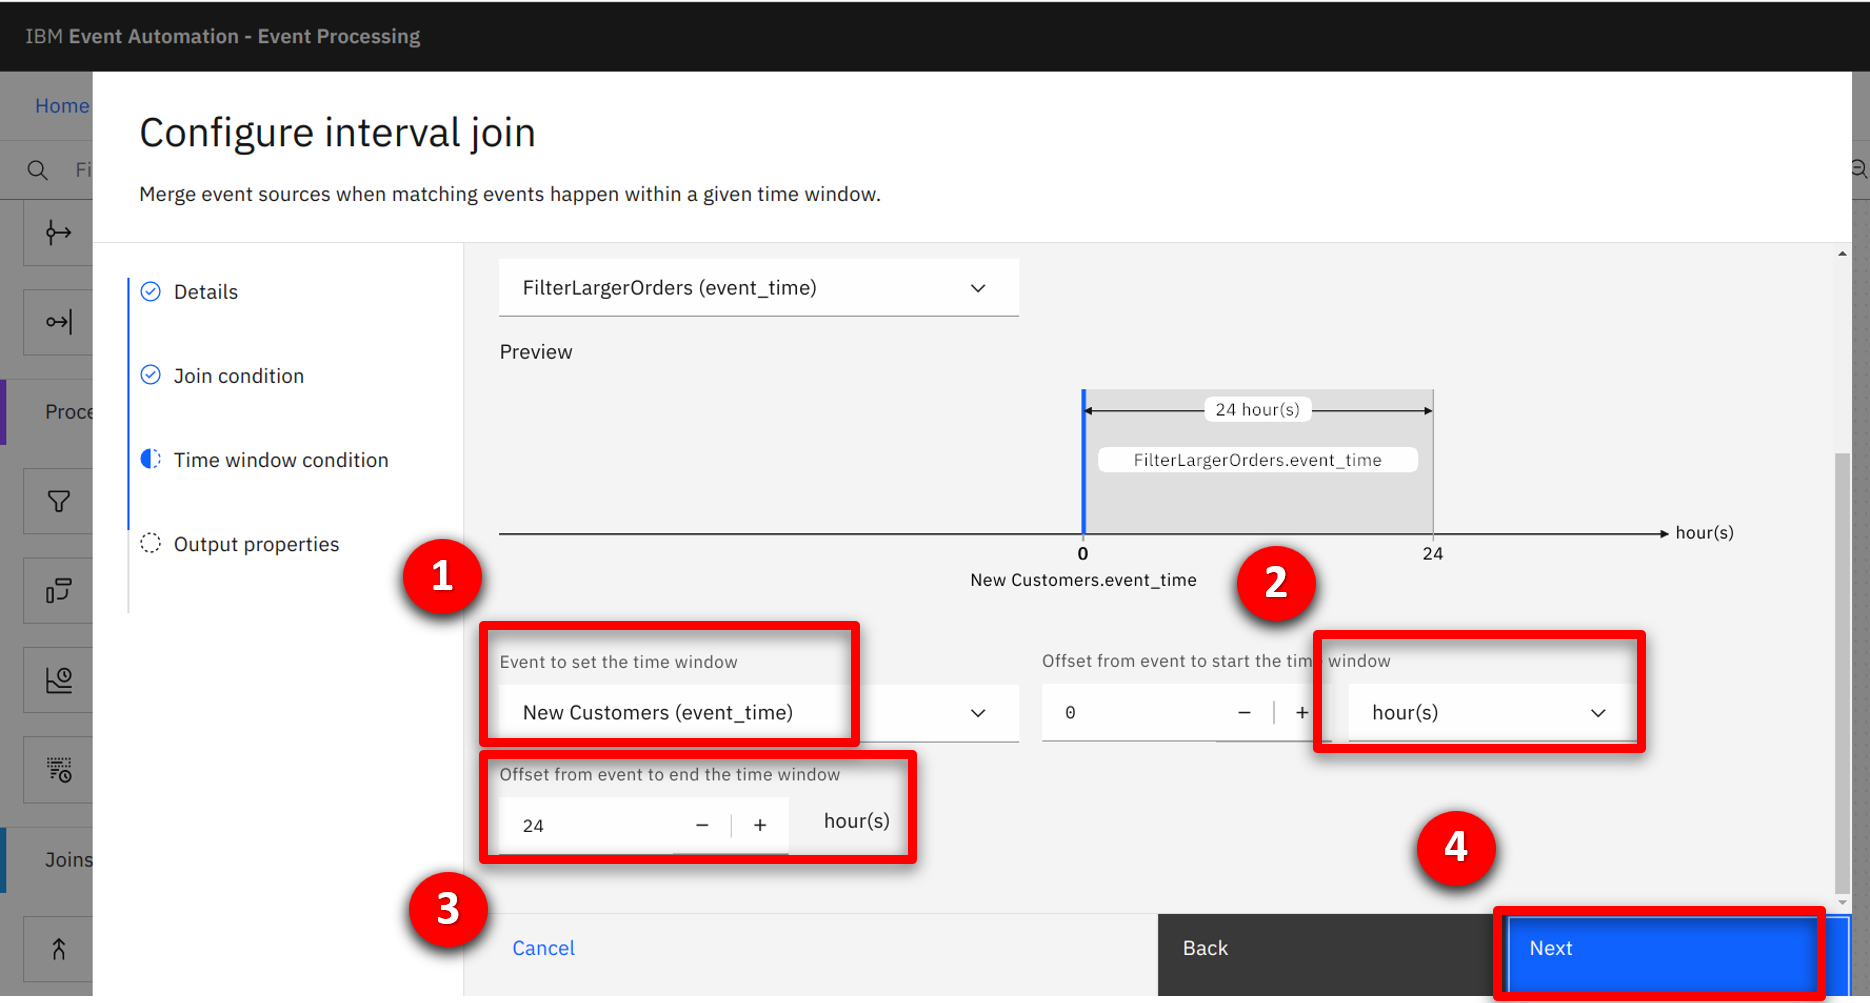 IBM Event Automation - Event Processing
Home
Configure interval join
Merge event sources when matching events happen within a given time window.
Fi
Details
Join condition
Time window condition
Output properties
Proce
Joins
FilterLargerOrders (event_time)
Preview
24 hour(s)
FilterLargerOrders.event_time
hour(s)
0
24
New Customers.event_time
1
2
Event to set the time window
Offset from event to start the time window
New Customers (event_time)
0
hour(s)
Offset from event to end the time window
24
hour(s)
3
4
Cancel
Back
Next